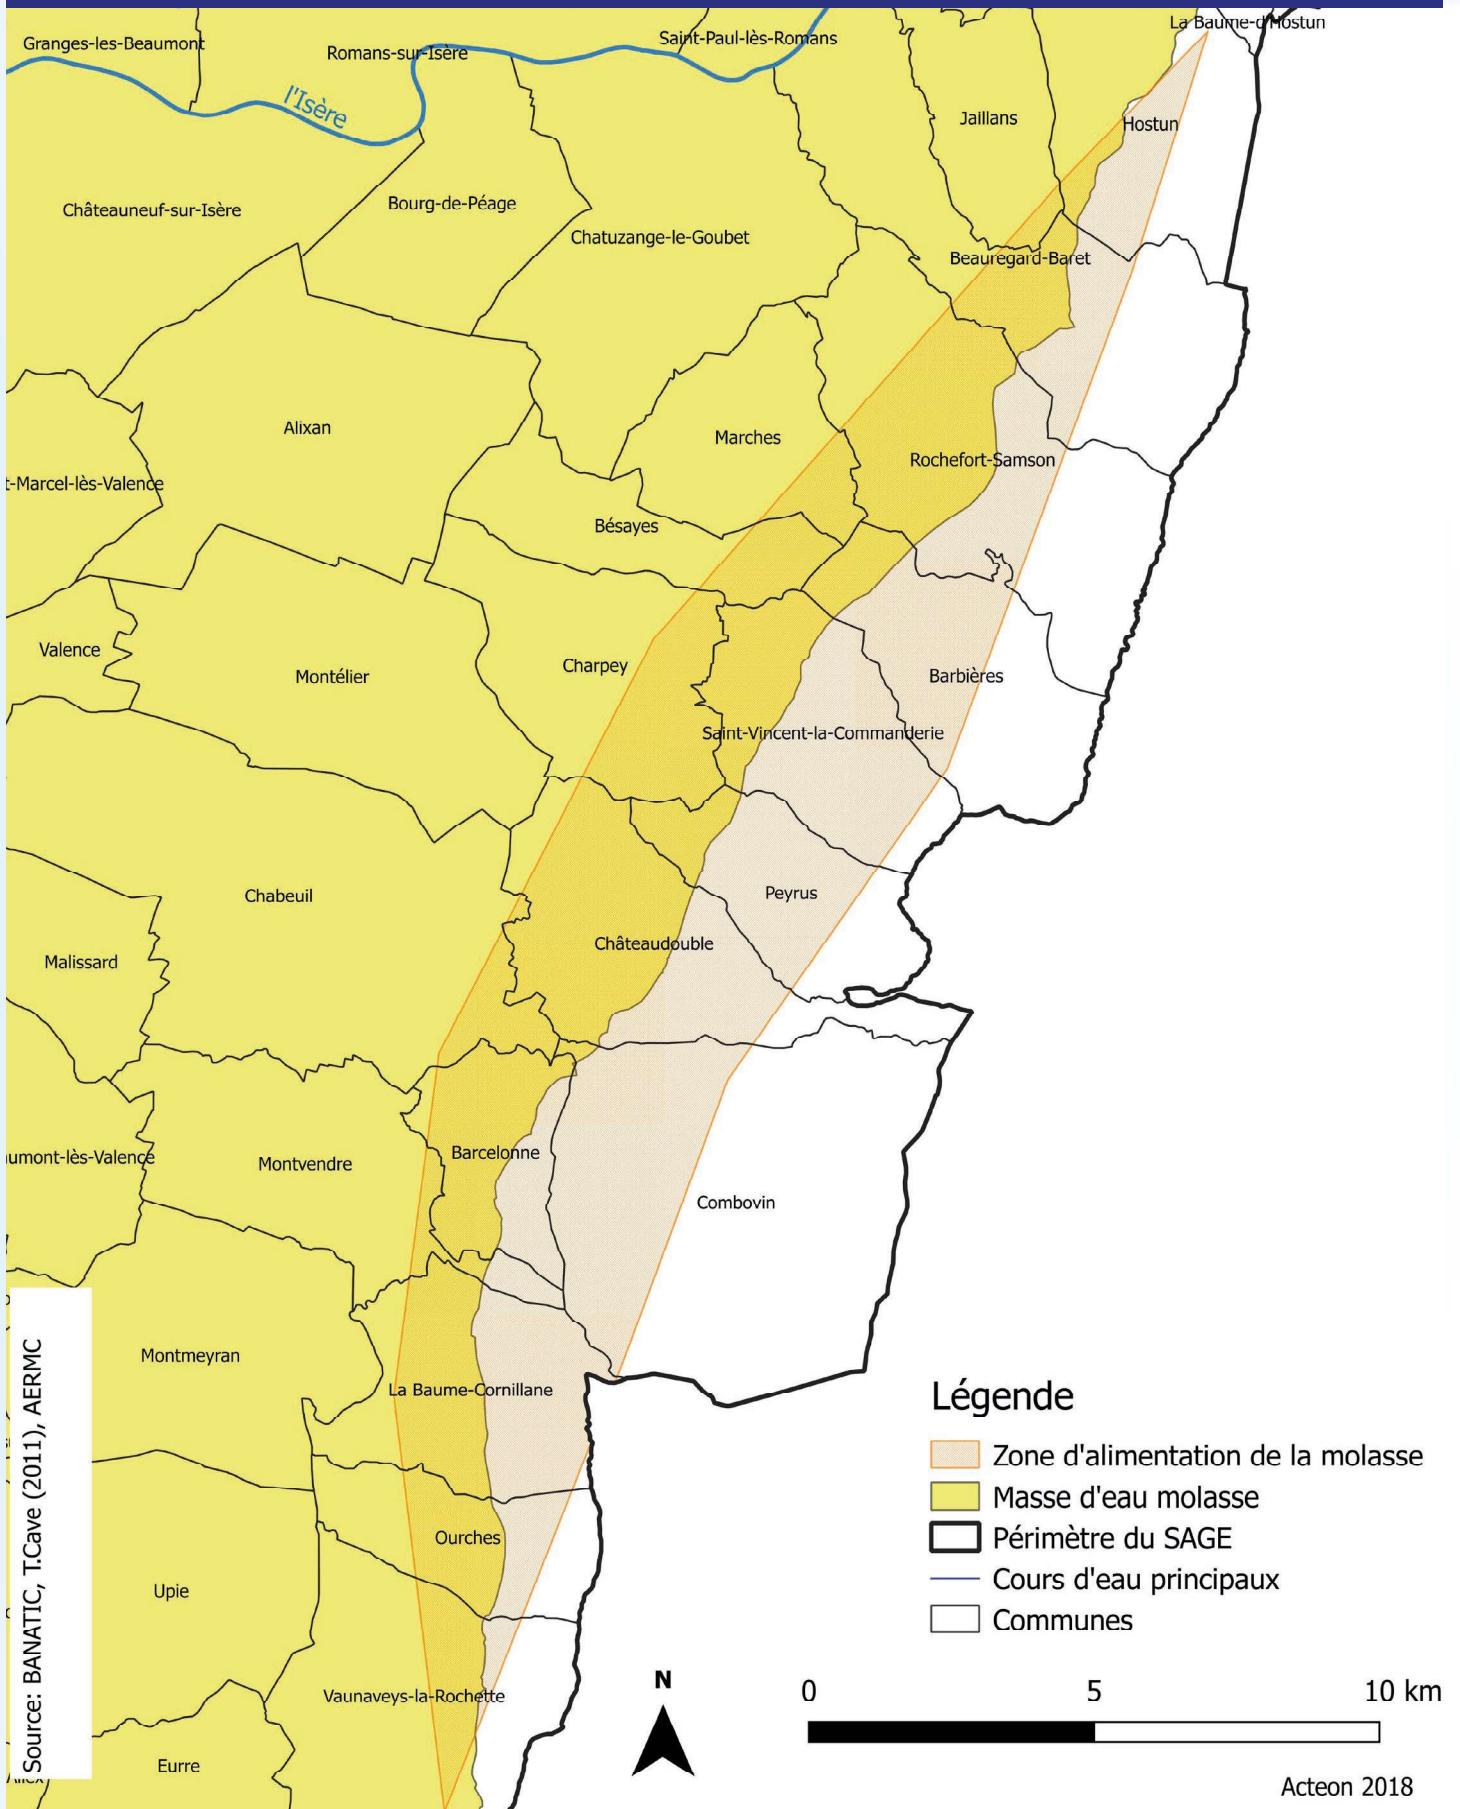 La Baume-d'Hostun
Granges-les-Beaumont
Romans-sur-Isère
Saint-Paul-lès-Romans
l'Isère
Jaillans
Hostun
Châteauneuf-sur-Isère
Bourg-de-Péage
Chatuzange-le-Goubet
Beauregard-Baret
Alixan
Marches
Rochefort-Samson
t-Marcel-lès-Valence
Bésayes
Valence
Montélier
Charpey
Barbières
Saint-Vincent-la-Commanderie
Chabeuil
Peyrus
Châteaudouble
Malissard
Barcelonne
umont-lès-Valence
Montvendre
Combovin
Montmeyran
La Baume-Cornillane
Ourches
Upie
Vaunaveys-la-Rochette
Eurre
Source: BANATIC, T.Cave (2011), AERMC
Légende
Zone d'alimentation de la molasse
Masse d'eau molasse
Périmètre du SAGE
Cours d'eau principaux
Communes
N
0 5 10 km
Acteon 2018